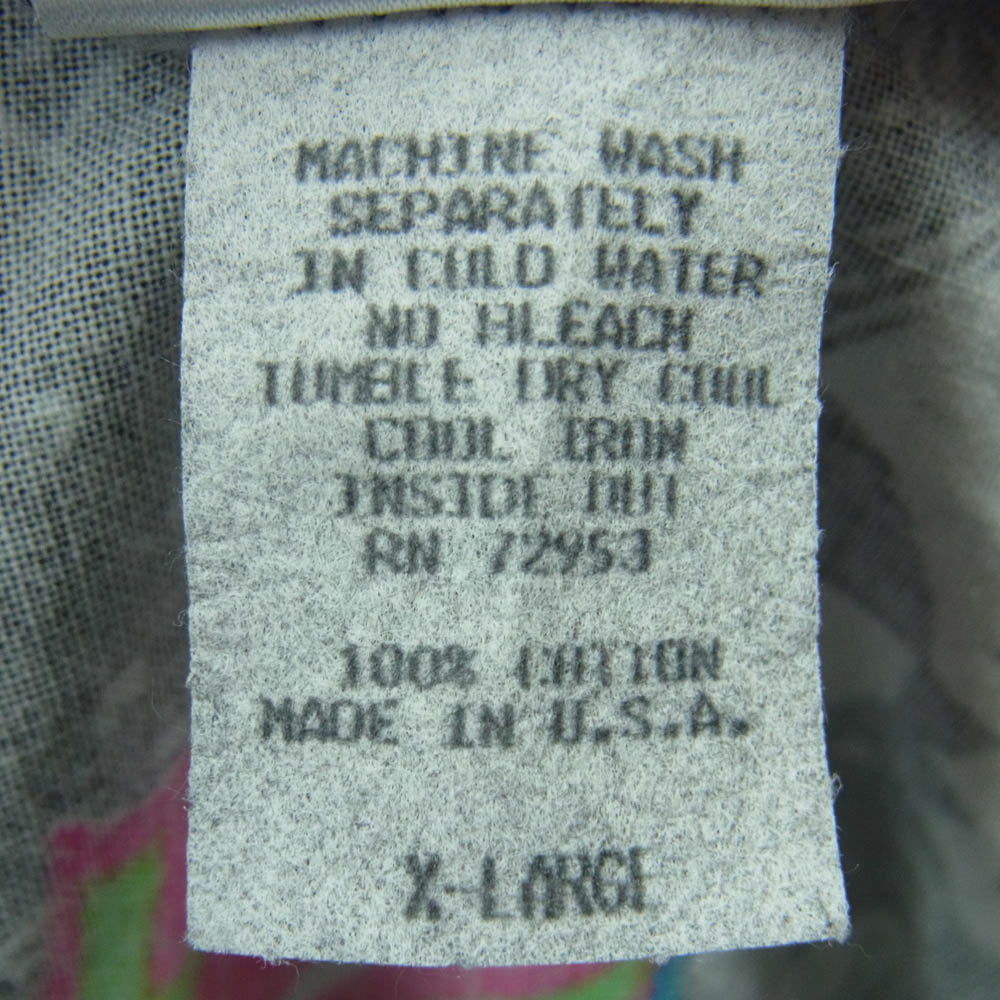 MACHINE WASH
SEPARATELY
IN COLD WATER
NO BLEACH
TUMBLE DRY COOL
COOL IRON
INSIDE OUT
RN 72953
100% COTTON
MADE IN U.S.A.
X-LARGE